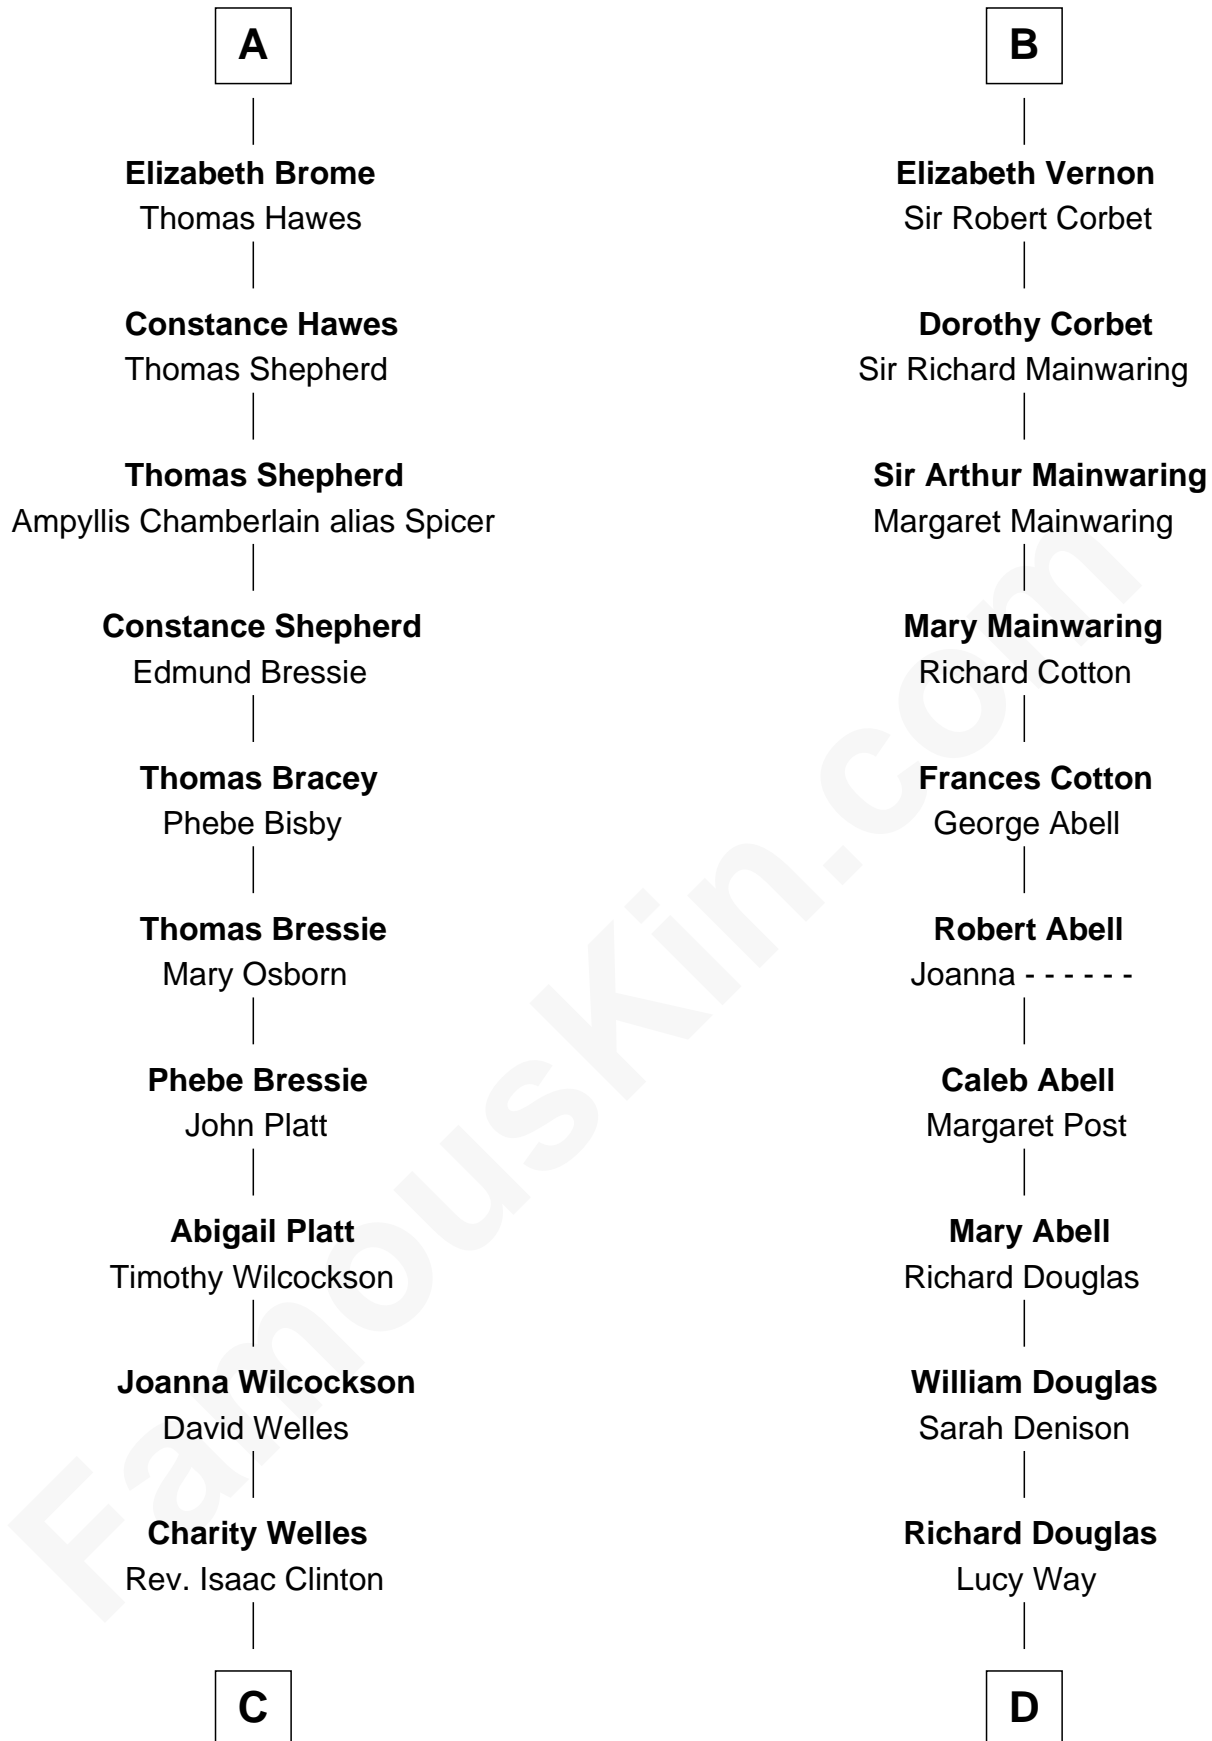 A
Elizabeth Brome
Thomas Hawes
Constance Hawes
Thomas Shepherd
Thomas Shepherd
Ampyllis Chamberlain alias Spicer
Constance Shepherd
Edmund Bressie
Thomas Bracey
Phebe Bisby
Thomas Bressie
Mary Osborn
Phebe Bressie
John Platt
Abigail Platt
Timothy Wilcockson
Joanna Wilcockson
David Welles
Charity Welles
Rev. Isaac Clinton
C
B
Elizabeth Vernon
Sir Robert Corbet
Dorothy Corbet
Sir Richard Mainwaring
Sir Arthur Mainwaring
Margaret Mainwaring
Mary Mainwaring
Richard Cotton
Frances Cotton
George Abell
Robert Abell
Joanna - - - - - -
Caleb Abell
Margaret Post
Mary Abell
Richard Douglas
William Douglas
Sarah Denison
Richard Douglas
Lucy Way
D
FamousKin.com